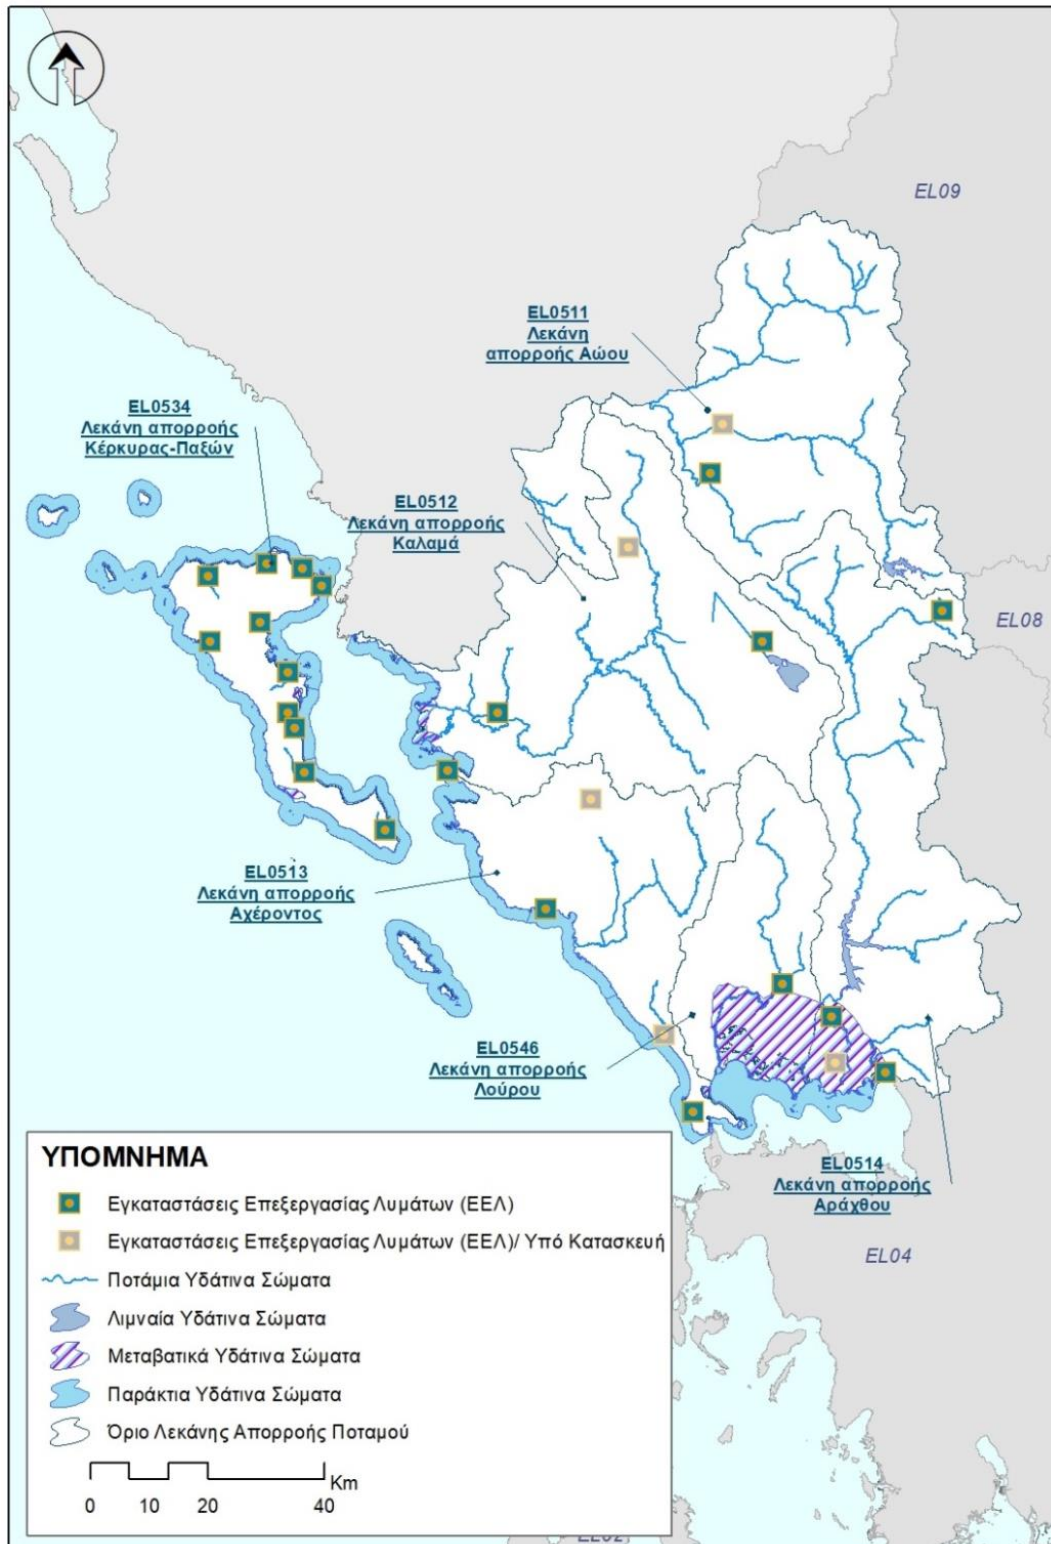 EL09
EL0511
Λεκάνη
απορροής Αώου
EL0534
Λεκάνη απορροής
Κέρκυρας-Παξών
EL0512
Λεκάνη απορροής
Καλαμά
EL08
EL0513
Λεκάνη απορροής
Αχέροντος
EL0546
Λεκάνη απορροής
Λούρου
EL0514
Λεκάνη απορροής
Αράχθου
EL04
ΥΠΟΜΝΗΜΑ
Εγκαταστάσεις Επεξεργασίας Λυμάτων (ΕΕΛ)
Εγκαταστάσεις Επεξεργασίας Λυμάτων (ΕΕΛ)/ Υπό Κατασκευή
Ποτάμια Υδάτινα Σώματα
Λιμναία Υδάτινα Σώματα
Μεταβατικά Υδάτινα Σώματα
Παράκτια Υδάτινα Σώματα
Όριο Λεκάνης Απορροής Ποταμού
Km
0 10 20 40